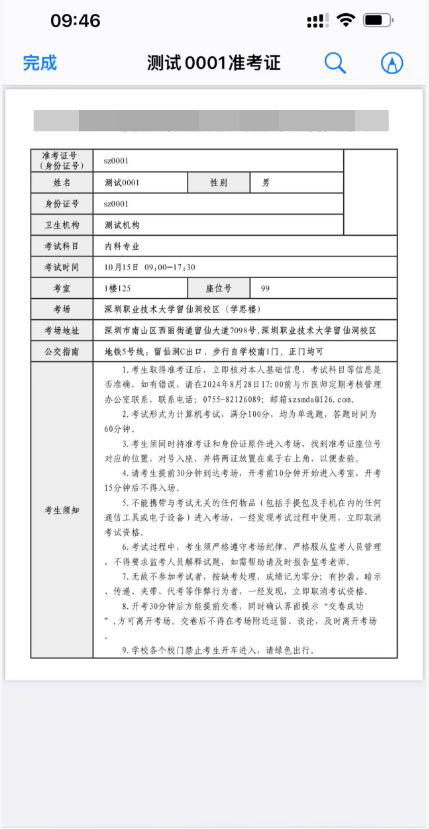 09:46
完成
测试0001准考证
准考证号
（身份证号）
sz0001
姓名
测试0001
性别
男
身份证号
sz0001
卫生机构
测试机构
考试科目
内科专业
考试时间
10月15日 09:00-17:30
考室
1楼125
座位号
99
考场
深圳职业技术大学留仙洞校区（学思楼）
考场地址
深圳市南山区西丽街道留仙大道7098号,深圳职业技术大学留仙洞校区
公交指南
地铁5号线：留仙洞C出口，步行自学校南1门、正门均可
考生须知
1.考生取得准考证后，立即核对本人基础信息、考试科目等信息是
否准确，如有错误，请在2024年8月28日17:00前与市医师定期考核管理
办公室联系，联系电话：0755-82126089；邮箱szsmda@126.com.
2.考试形式为计算机考试，满分100分，均为单选题，答题时间为
60分钟。
3.考生须同时持准考证和身份证原件进入考场，找到准考证座位号
对应的位置，对号入座，并将两证放置在桌子右上角，以便查验。
4.请考生提前30分钟到达考场，开考前10分钟开始进入考室，开考
15分钟后不得入场。
5.不能携带与考试无关的任何物品（包括手提包及手机在内的任何
通信工具或电子设备）进入考场，一经发现考试过程中使用，立即取消
考试资格。
6.考试过程中，考生须严格遵守考场纪律，严格服从监考人员管理
，不得要求监考人员解释试题，如需帮助请及时报告监考老师。
7.无故不参加考试者，按缺考处理，成绩记为零分；有抄袭、暗示
、传递、夹带、代考等作弊行为者，一经发现，立即取消考试资格。
8.开考30分钟后方能提前交卷，同时确认界面提示“交卷成功
”,方可离开考场。交卷后不得在考场附近逗留、谈论，及时离开考场
。
9.学校各个校门禁止考生开车进入，请绿色出行。